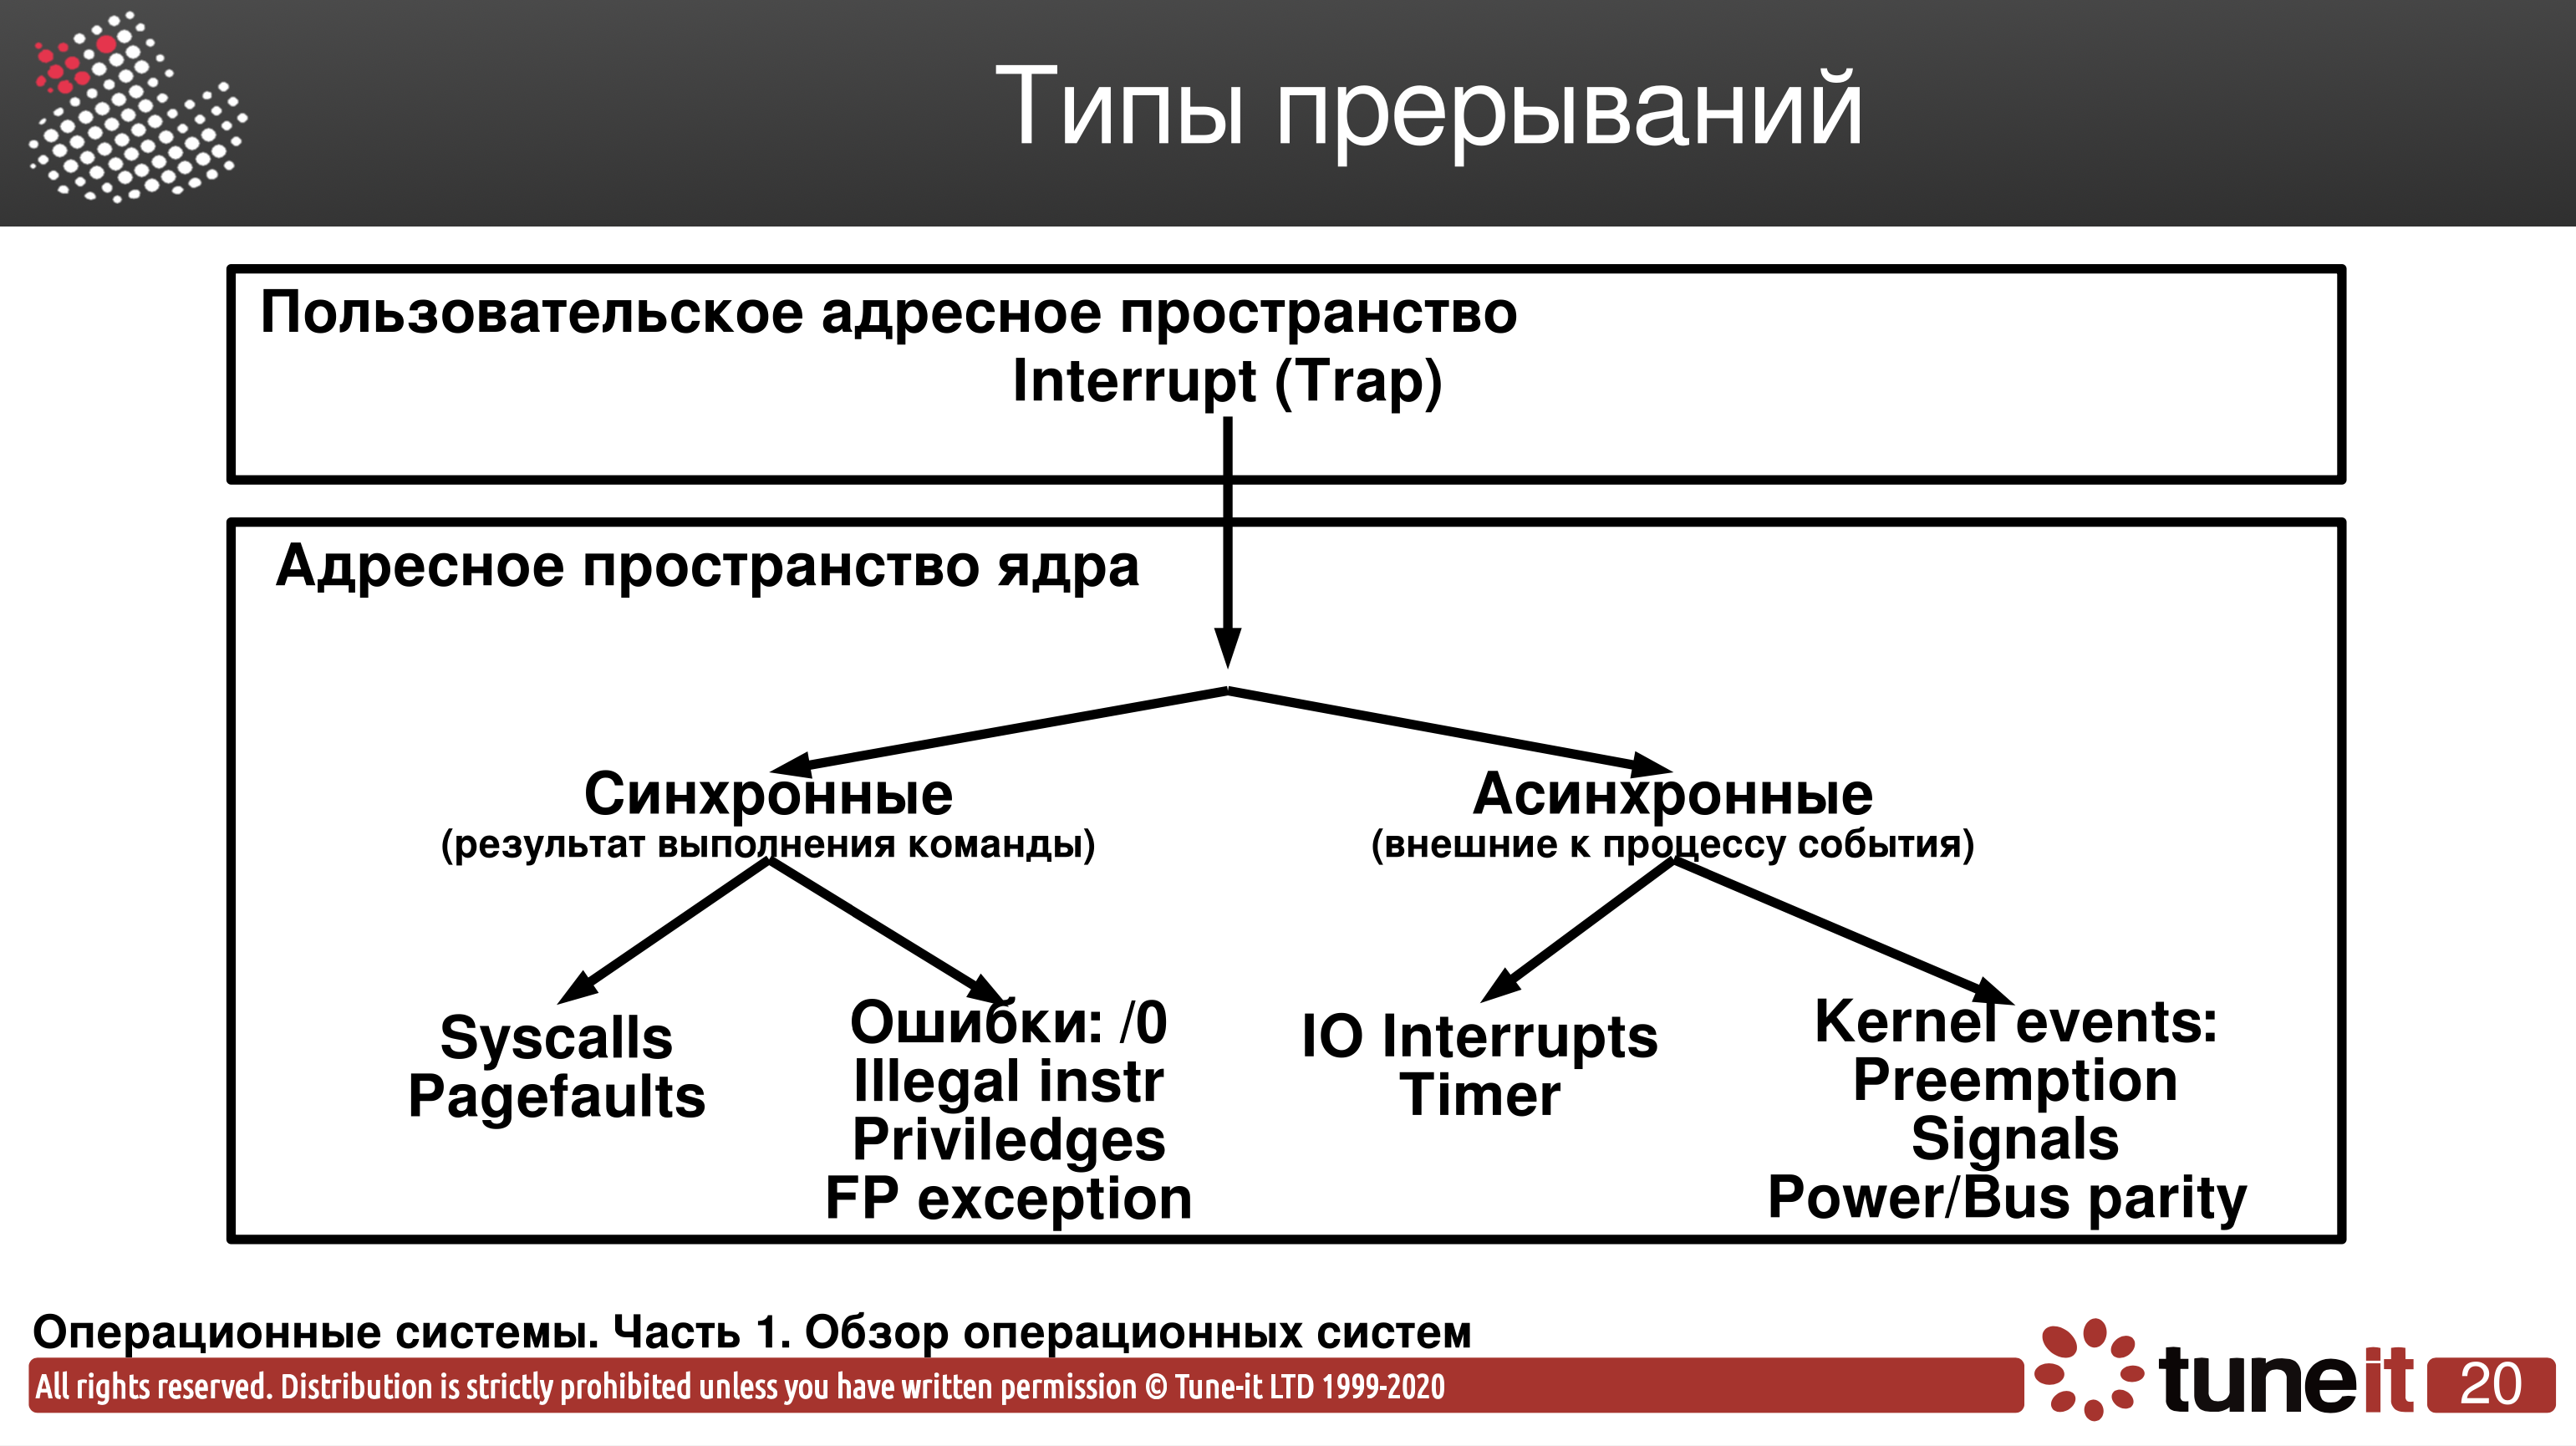 Типы прерываний
Пользовательское адресное пространство
Interrupt (Trap)
Адресное пространство ядра
Синхронные
(результат выполнения команды)
Асинхронные
(внешние к процессу события)
Syscalls
Pagefaults
Ошибки: /0
Illegal instr
Priviledges
FP exception
IO Interrupts
Timer
Kernel events:
Preemption
Signals
Power/Bus parity
Операционные системы. Часть 1. Обзор операционных систем
All rights reserved. Distribution is strictly prohibited unless you have written permission © Tune-it LTD 1999-2020
tuneit
20